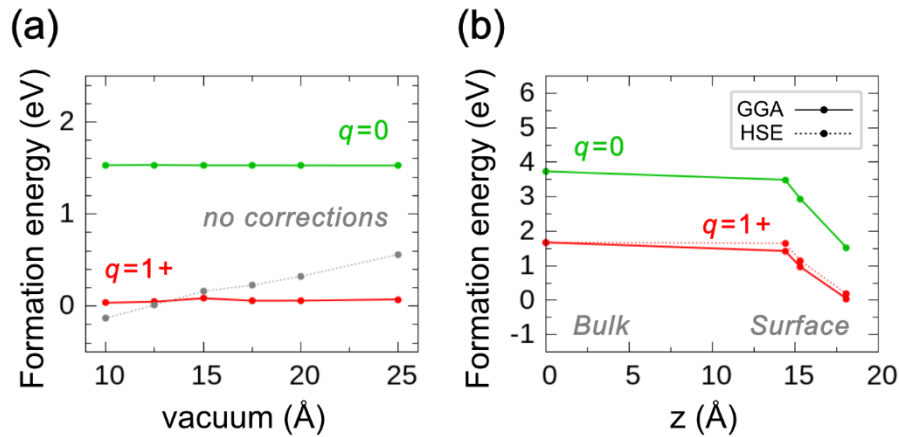 (a)
Formation energy (eV)
2
1
0
q=0
no corrections
q=1+
10
15
20
25
vacuum (Å)
(b)
Formation energy (eV)
6
5
4
3
2
1
0
-1
GGA
HSE
q=0
q=1+
Bulk
Surface
0
5
10
15
20
z (Å)